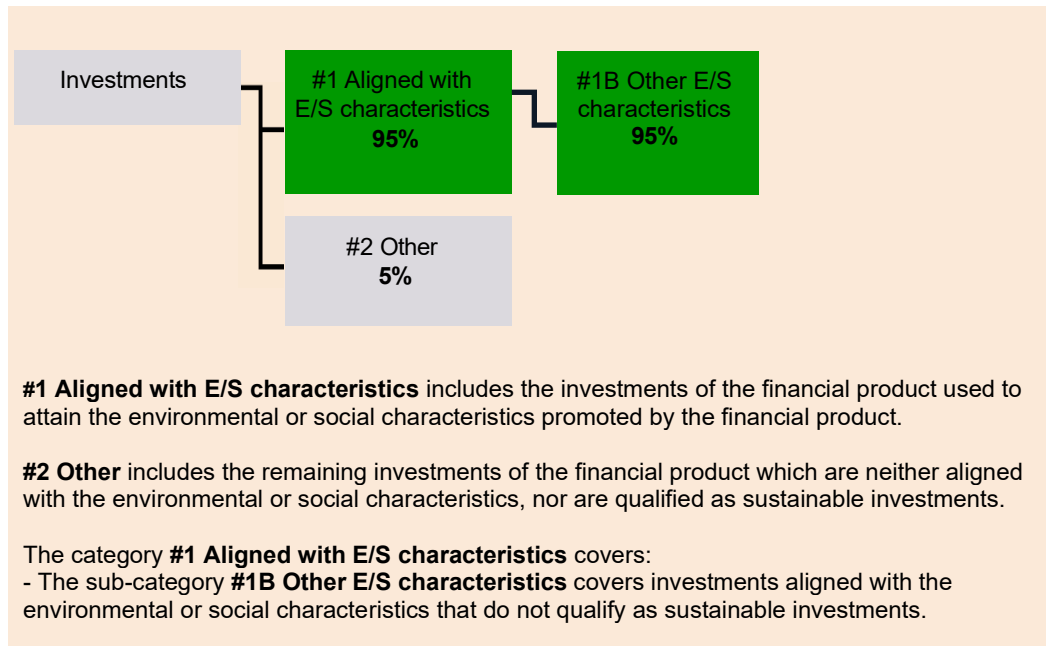 Investments
#1 Aligned with
E/S characteristics
95%
#1B Other E/S
characteristics
95%
#2 Other
5%
#1 Aligned with E/S characteristics includes the investments of the financial product used to
attain the environmental or social characteristics promoted by the financial product.
#2 Other includes the remaining investments of the financial product which are neither aligned
with the environmental or social characteristics, nor are qualified as sustainable investments.
The category #1 Aligned with E/S characteristics covers:
- The sub-category #1B Other E/S characteristics covers investments aligned with the
environmental or social characteristics that do not qualify as sustainable investments.